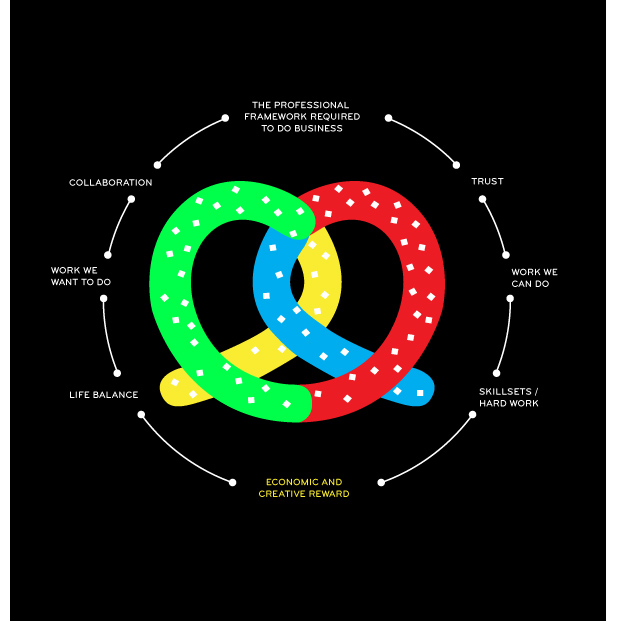 THE PROFESSIONAL
FRAMEWORK REQUIRED
TO DO BUSINESS
COLLABORATION
TRUST
WORK WE
WANT TO DO
WORK WE
CAN DO
LIFE BALANCE
SKILLSETS /
HARD WORK
ECONOMIC AND
CREATIVE REWARD